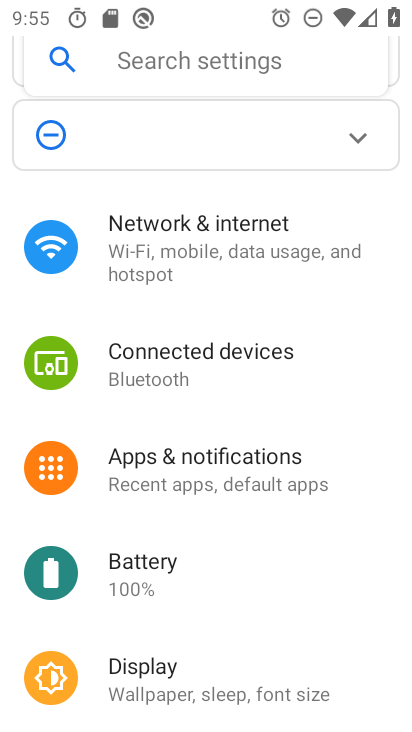 9:55
Search settings
Network & internet
Wi-Fi, mobile, data usage, and
hotspot
Connected devices
Bluetooth
Apps & notifications
Recent apps, default apps
Battery
100%
Display
Wallpaper, sleep, font size